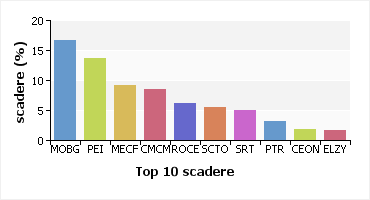 20
15
10
5
0
scadere (%)
MOBG PEI MECF CMCM ROCE SCTO SRT PTR CEON ELZY
Top 10 scadere